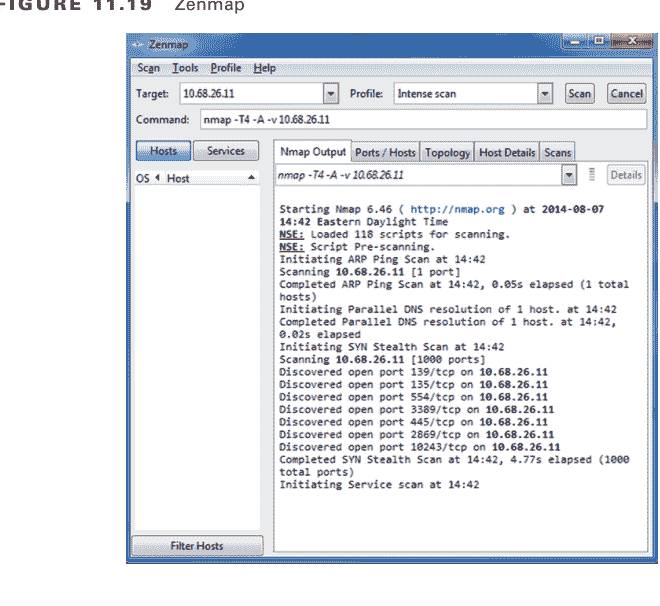 FIGURE 11.19 Zenmap
Zenmap
Scan Tools Profile Help
Target: 10.68.26.11 Profile: Intense scan Scan Cancel
Command: nmap -T4 -A -v 10.68.26.11
Hosts Services
Nmap Output Ports / Hosts Topology Host Details Scans
OS Host
nmap -T4 -A -v 10.68.26.11 Details
Starting Nmap 6.46 ( http://nmap.org ) at 2014-08-07
14:42 Eastern Daylight Time
NSE: Loaded 118 scripts for scanning.
NSE: Script Pre-scanning.
Initiating ARP Ping Scan at 14:42
Scanning 10.68.26.11 [1 port]
Completed ARP Ping Scan at 14:42, 0.05s elapsed (1 total
hosts)
Initiating Parallel DNS resolution of 1 host. at 14:42
Completed Parallel DNS resolution of 1 host. at 14:42,
0.02s elapsed
Initiating SYN Stealth Scan at 14:42
Scanning 10.68.26.11 [1000 ports]
Discovered open port 139/tcp on 10.68.26.11
Discovered open port 135/tcp on 10.68.26.11
Discovered open port 554/tcp on 10.68.26.11
Discovered open port 3389/tcp on 10.68.26.11
Discovered open port 445/tcp on 10.68.26.11
Discovered open port 2869/tcp on 10.68.26.11
Discovered open port 10243/tcp on 10.68.26.11
Completed SYN Stealth Scan at 14:42, 4.77s elapsed (1000
total ports)
Initiating Service scan at 14:42
Filter Hosts